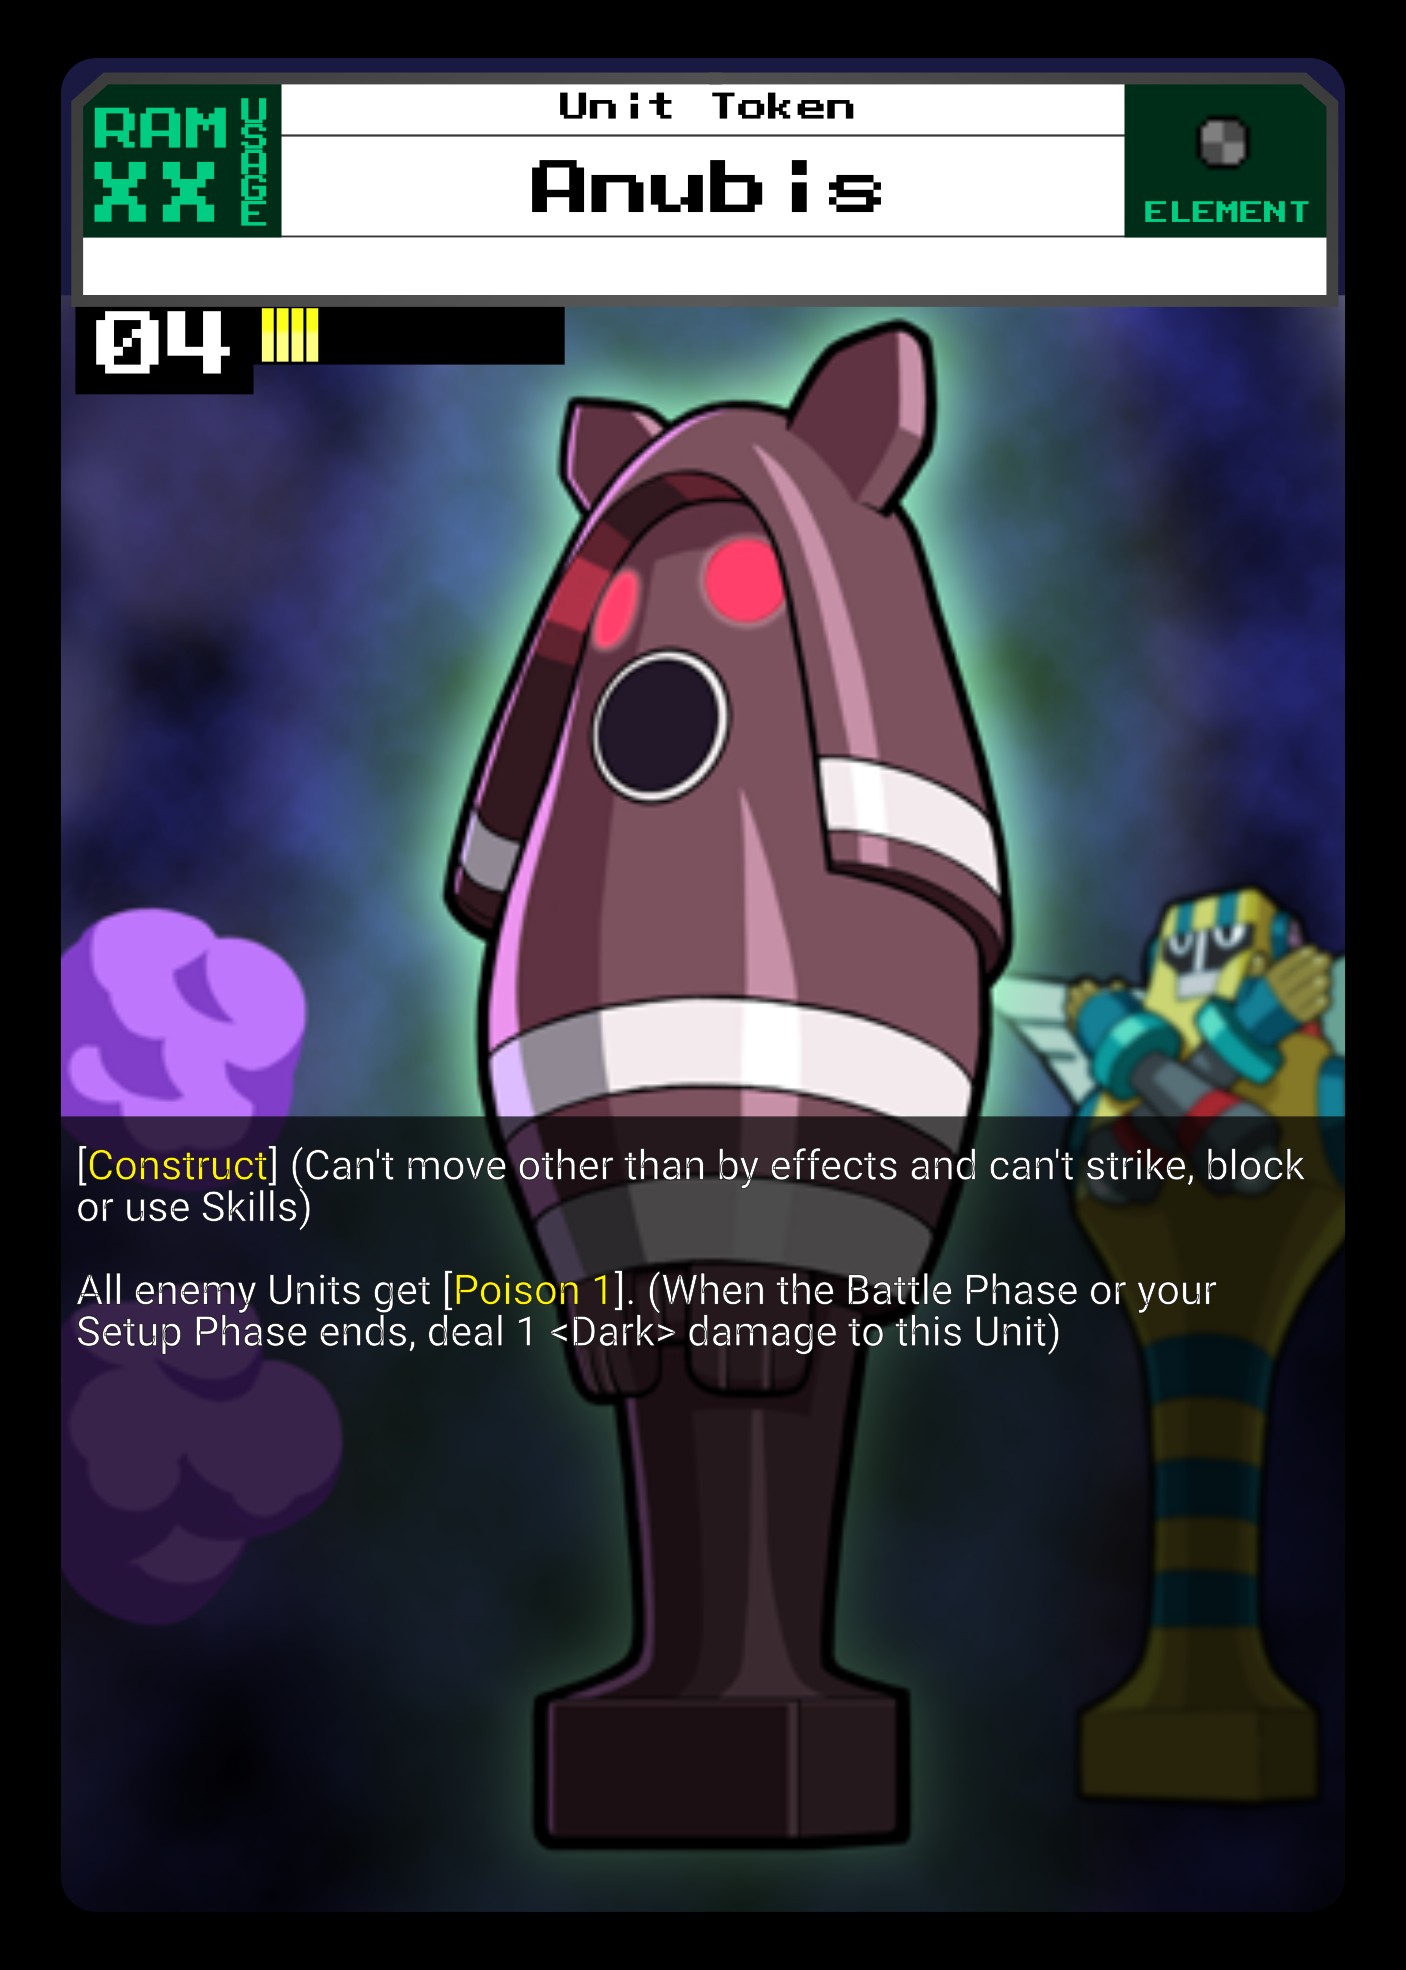 RAM
XX
USAGE
Unit Token
Anubis
ELEMENT
04
[Construct] (Can't move other than by effects and can't strike, block
or use Skills)
All enemy Units get [Poison 1]. (When the Battle Phase or your
Setup Phase ends, deal 1 <Dark> damage to this Unit)